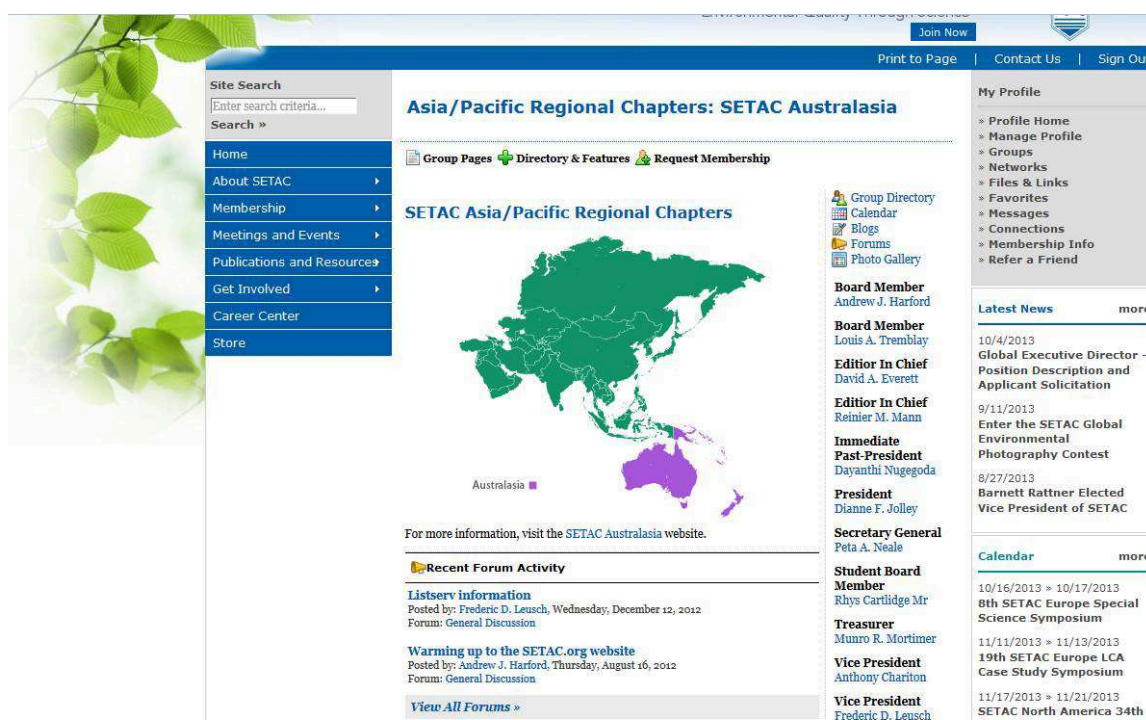 Environmental Quality Through Science
Join Now
Print to Page | Contact Us | Sign Ou
Site Search
Enter search criteria...
Search »
Home
About SETAC
Membership
Meetings and Events
Publications and Resources
Get Involved
Career Center
Store
Asia/Pacific Regional Chapters: SETAC Australasia
Group Pages Directory & Features Request Membership
SETAC Asia/Pacific Regional Chapters
Australasia
For more information, visit the SETAC Australasia website.
Recent Forum Activity
Listserv information
Posted by: Frederic D. Leusch, Wednesday, December 12, 2012
Forum: General Discussion
Warming up to the SETAC.org website
Posted by: Andrew J. Harford, Thursday, August 16, 2012
Forum: General Discussion
View All Forums »
Group Directory
Calendar
Blogs
Forums
Photo Gallery
Board Member
Andrew J. Harford
Board Member
Louis A. Tremblay
Editior In Chief
David A. Everett
Editior In Chief
Reinier M. Mann
Immediate
Past-President
Dayanthi Nugegoda
President
Dianne F. Jolley
Secretary General
Peta A. Neale
Student Board
Member
Rhys Cartlidge Mr
Treasurer
Munro R. Mortimer
Vice President
Anthony Chariton
Vice President
Frederic D. Leusch
My Profile
» Profile Home
» Manage Profile
» Groups
» Networks
» Files & Links
» Favorites
» Messages
» Connections
» Membership Info
» Refer a Friend
Latest News more
10/4/2013
Global Executive Director -
Position Description and
Applicant Solicitation
9/11/2013
Enter the SETAC Global
Environmental
Photography Contest
8/27/2013
Barnett Rattner Elected
Vice President of SETAC
Calendar more
10/16/2013 » 10/17/2013
8th SETAC Europe Special
Science Symposium
11/11/2013 » 11/13/2013
19th SETAC Europe LCA
Case Study Symposium
11/17/2013 » 11/21/2013
SETAC North America 34th